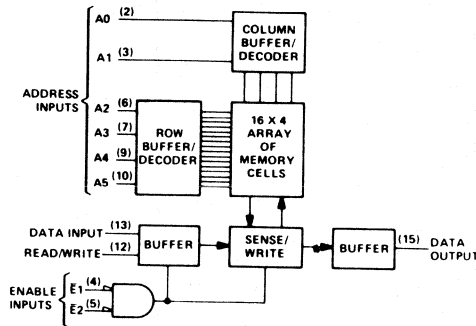 A0 (2)
A1 (3)
COLUMN
BUFFER/
DECODER
ADDRESS
INPUTS
A2 (6)
A3 (7)
A4 (9)
A5 (10)
ROW
BUFFER/
DECODER
16 X 4
ARRAY
OF
MEMORY
CELLS
DATA INPUT (13)
READ/WRITE (12)
BUFFER
SENSE/
WRITE
BUFFER
(15) DATA
OUTPUT
ENABLE
INPUTS
E1 (4)
E2 (5)